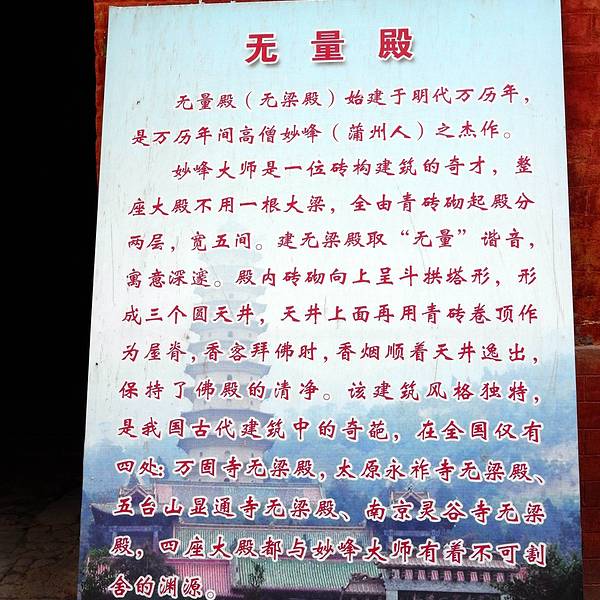 无量殿
无量殿（无梁殿）始建于明代万历年，
是万历年间高僧妙峰（蒲州人）之杰作。
妙峰大师是一位砖构建筑的奇才，整
座大殿不用一根大梁，全由青砖砌起殿分
两层，宽五间。建无梁殿取“无量”谐音，
寓意深邃。殿内砖砌向上呈斗拱塔形，形
成三个圆天井，天井上面再用青砖卷顶作
为屋脊，香客拜佛时，香烟顺着天井逸出，
保持了佛殿的清净。该建筑风格独特，
是我国古代建筑中的奇葩，在全国仅有
四处：万固寺无梁殿，太原永祚寺无梁殿、
五台山显通寺无梁殿、南京灵谷寺无梁
殿，四座大殿都与妙峰大师有着不可割
舍的渊源。